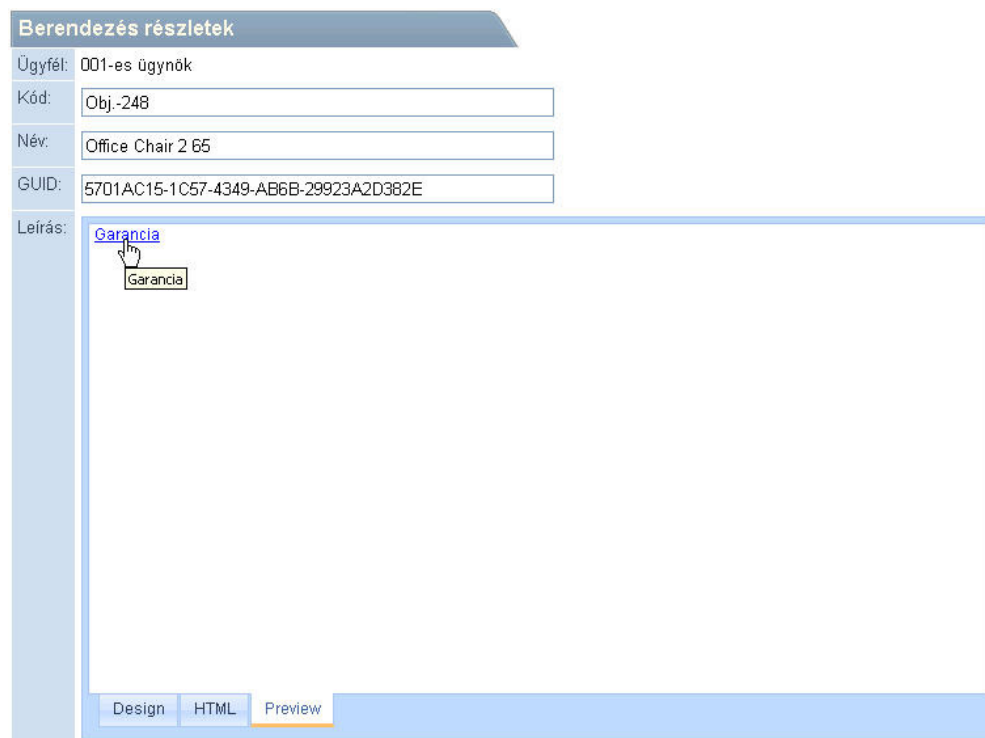 Berendezés részletek
Ügyfél: 001-es ügynök
Kód: Obj.-248
Név: Office Chair 2 65
GUID: 5701AC15-1C57-4349-AB6B-29923A2D382E
Leírás: Garancia
Garancia
Design HTML Preview